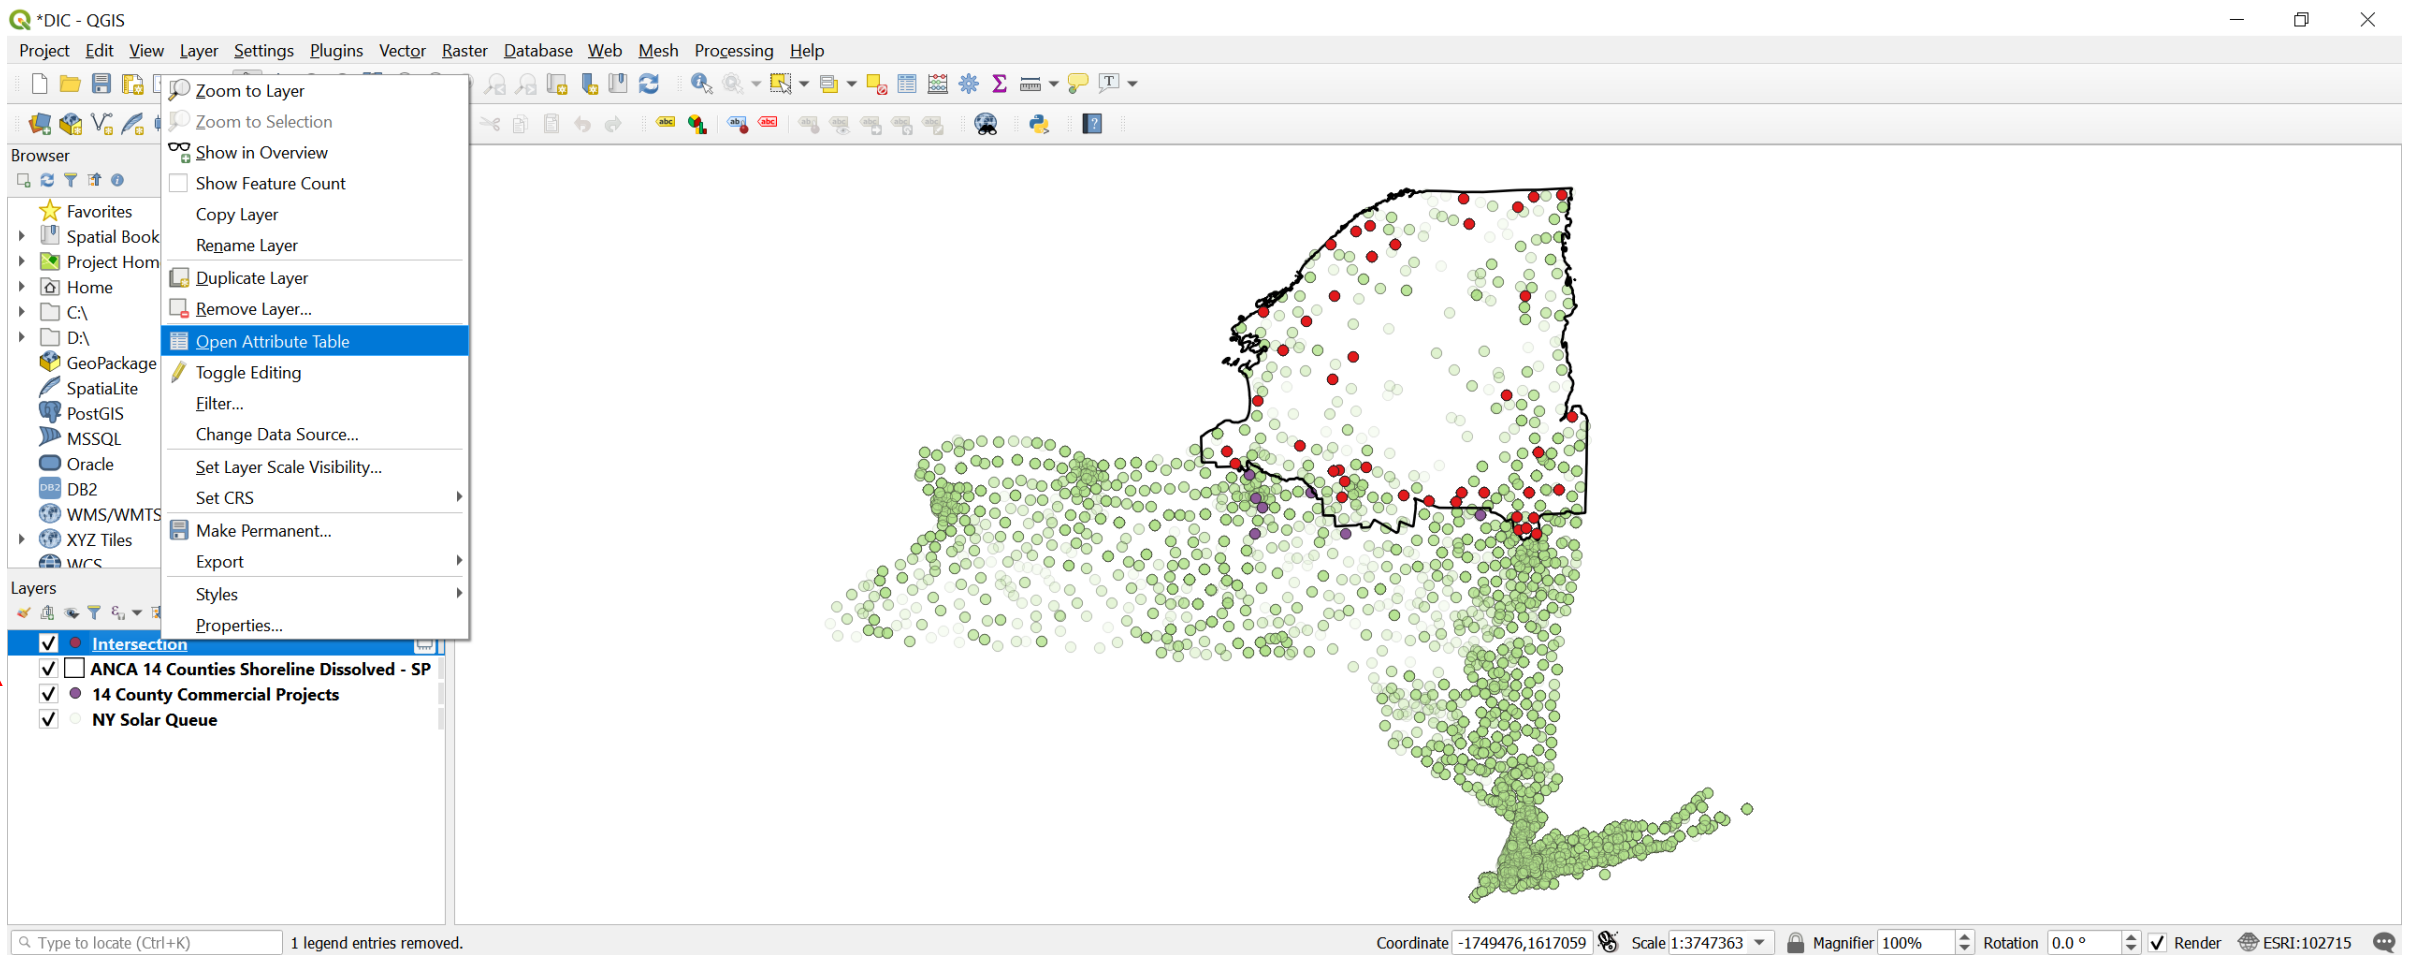 *DIC - QGIS
Project Edit View Layer Settings Plugins Vector Raster Database Web Mesh Processing Help
Zoom to Layer
Zoom to Selection
Show in Overview
Show Feature Count
Copy Layer
Rename Layer
Duplicate Layer
Remove Layer...
Open Attribute Table
Toggle Editing
Filter...
Change Data Source...
Set Layer Scale Visibility...
Set CRS
Make Permanent...
Export
Styles
Properties...
abc ab abc
Browser
Favorites
Spatial Book
Project Hom
Home
C:\
D:\
GeoPackage
SpatiaLite
PostGIS
MSSQL
Oracle
DB2 DB2
WMS/WMTS
XYZ Tiles
WCS
Layers
Intersection
ANCA 14 Counties Shoreline Dissolved - SP
14 County Commercial Projects
NY Solar Queue
Type to locate (Ctrl+K) 1 legend entries removed. Coordinate -1749476,1617059 Scale 1:3747363 Magnifier 100% Rotation 0.0 ° Render ESRI:102715